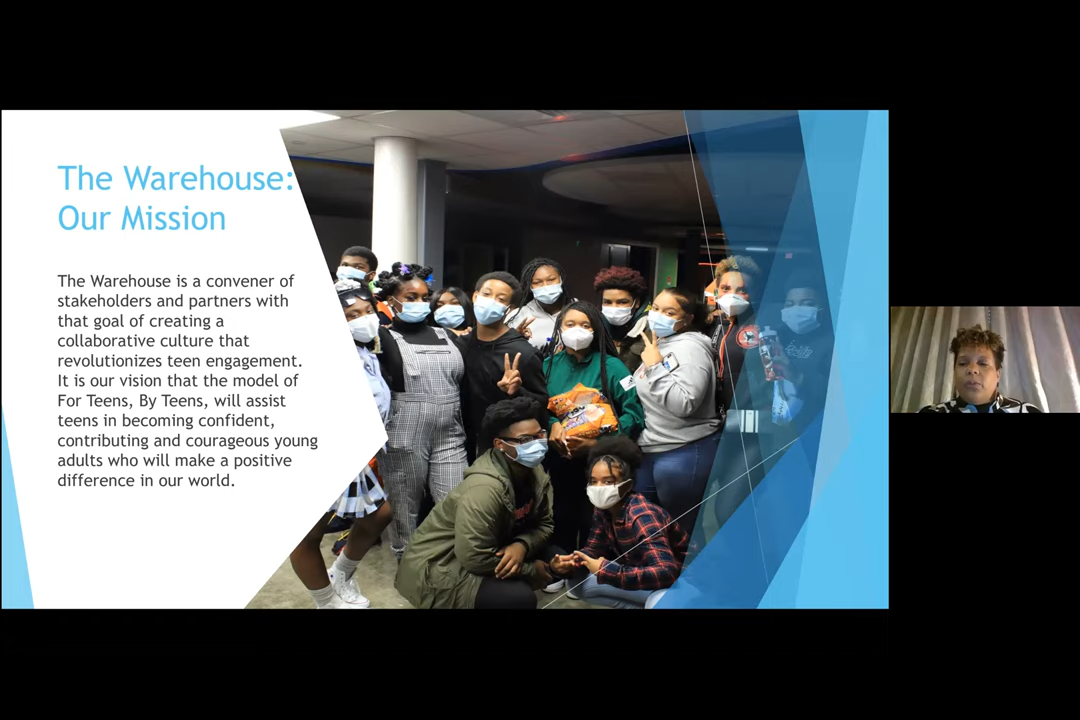 The Warehouse:
Our Mission
The Warehouse is a convener of
stakeholders and partners with
that goal of creating a
collaborative culture that
revolutionizes teen engagement.
It is our vision that the model of
For Teens, By Teens, will assist
teens in becoming confident,
contributing and courageous young
adults who will make a positive
difference in our world.